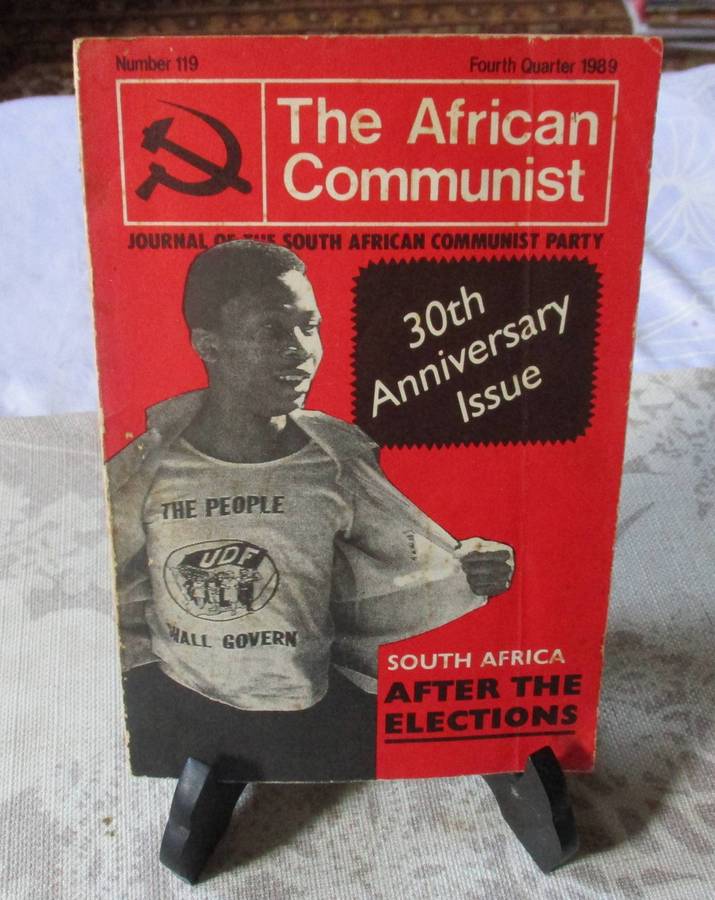 Number 119
Fourth Quarter 1989
The African
Communist
JOURNAL OF THE SOUTH AFRICAN COMMUNIST PARTY
30th
Anniversary
Issue
THE PEOPLE
UDF
HALL GOVERN
SOUTH AFRICA
AFTER THE
ELECTIONS